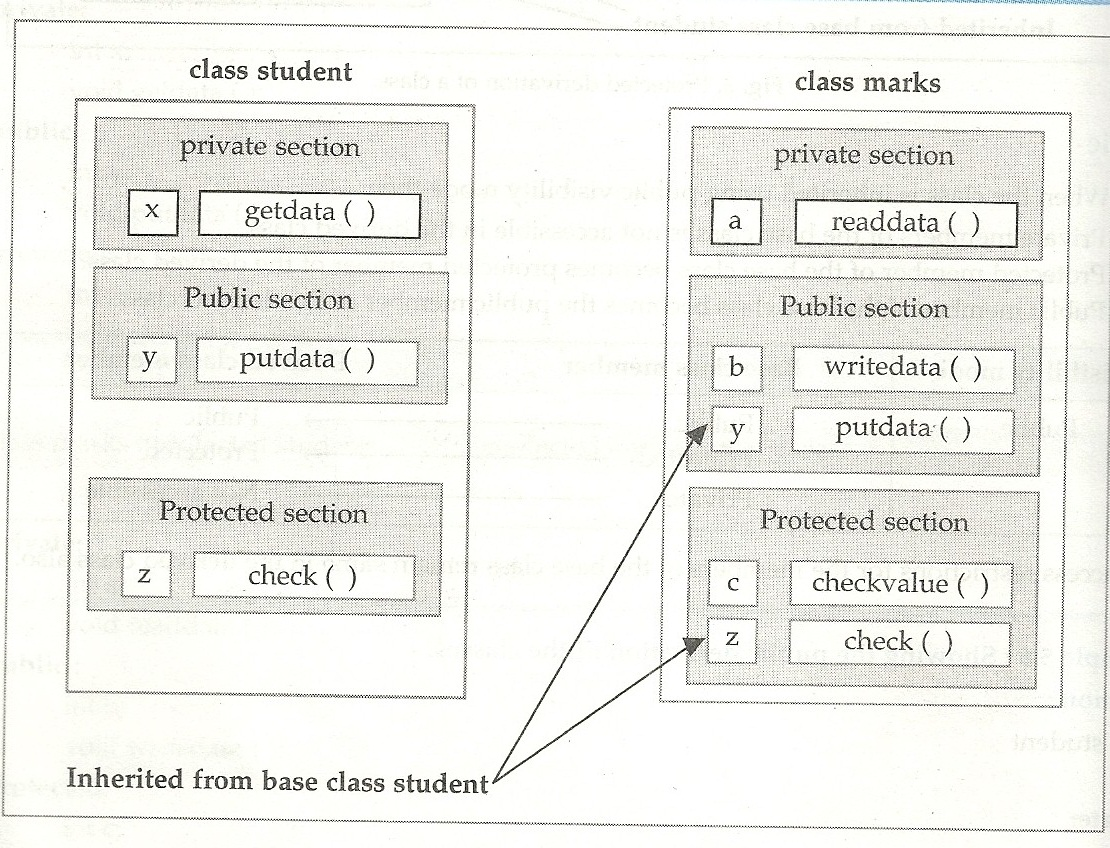 class student
private section
x getdata ( )
Public section
y putdata ( )
Protected section
z check ( )
class marks
private section
a readdata ( )
Public section
b writedata ( )
y putdata ( )
Protected section
c checkvalue ( )
z check ( )
Inherited from base class student